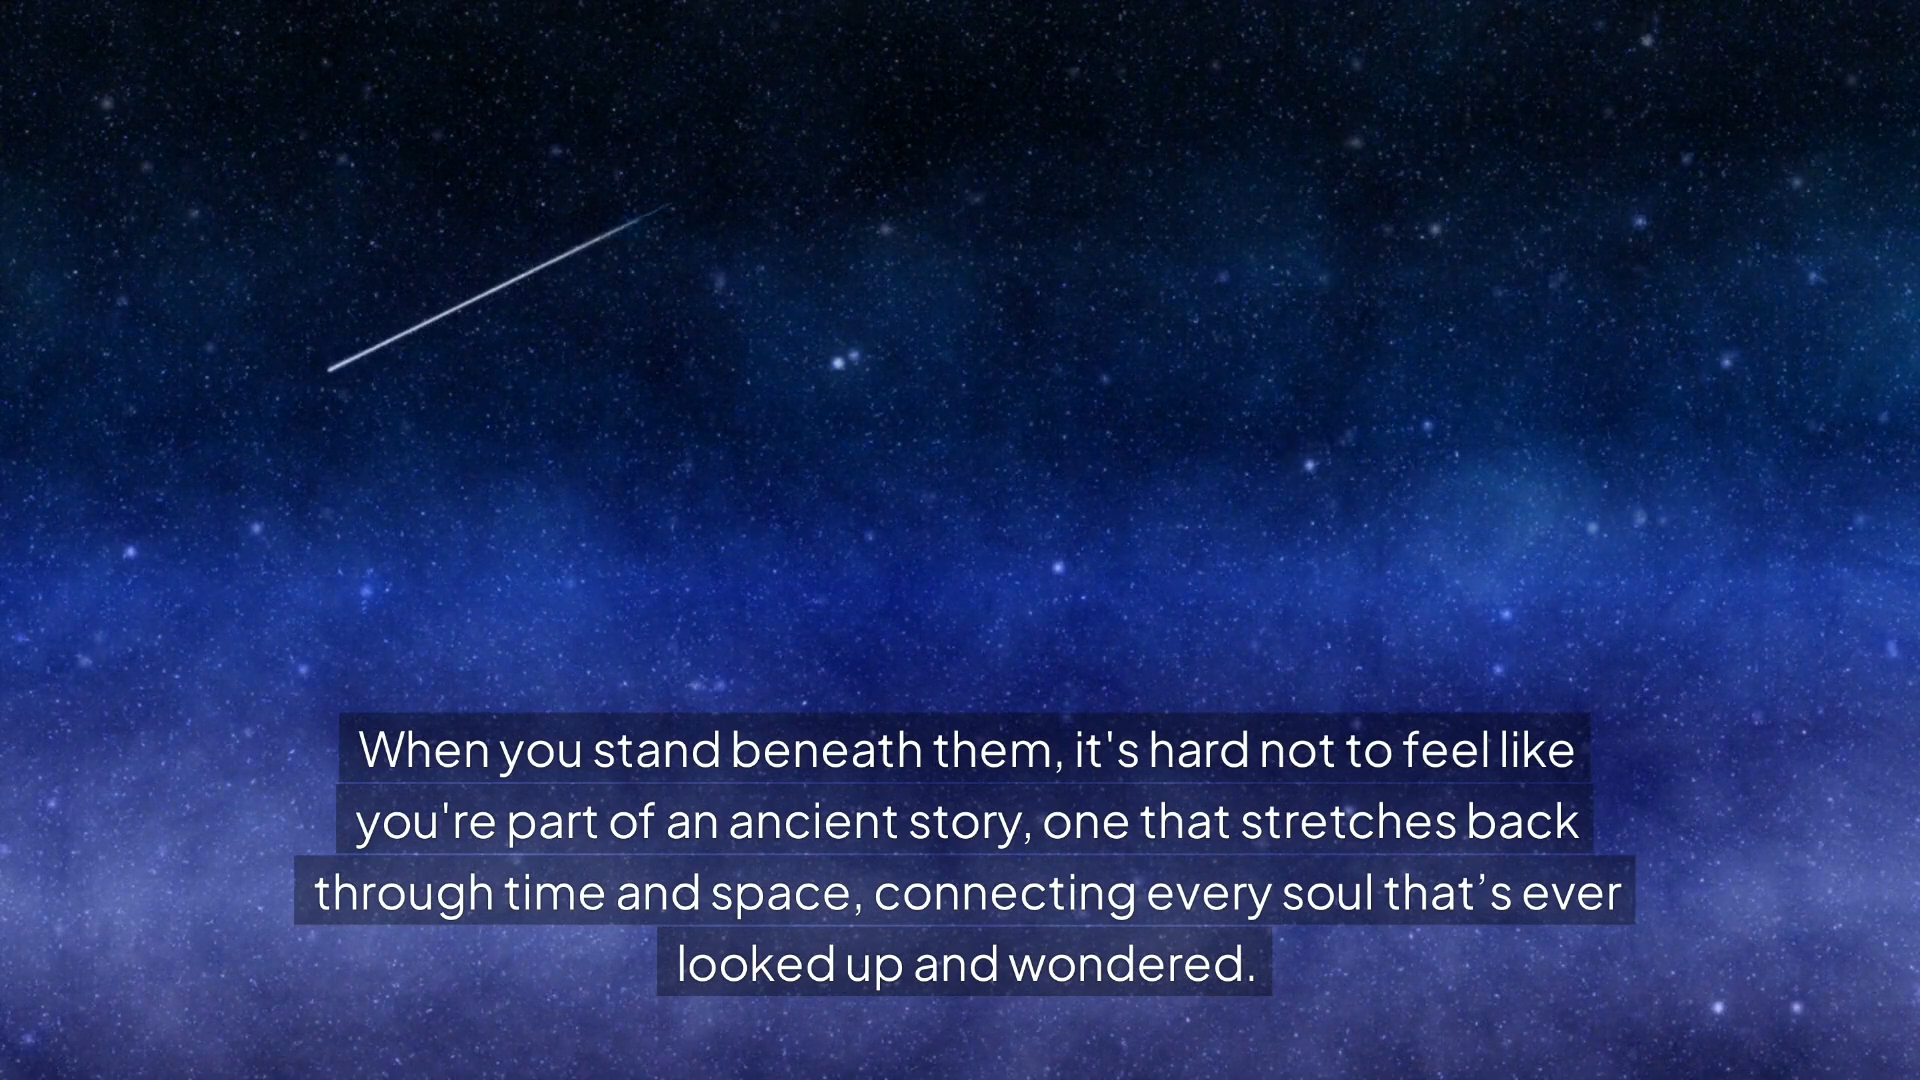 When you stand beneath them, it's hard not to feel like
you're part of an ancient story, one that stretches back
through time and space, connecting every soul that’s ever
looked up and wondered.